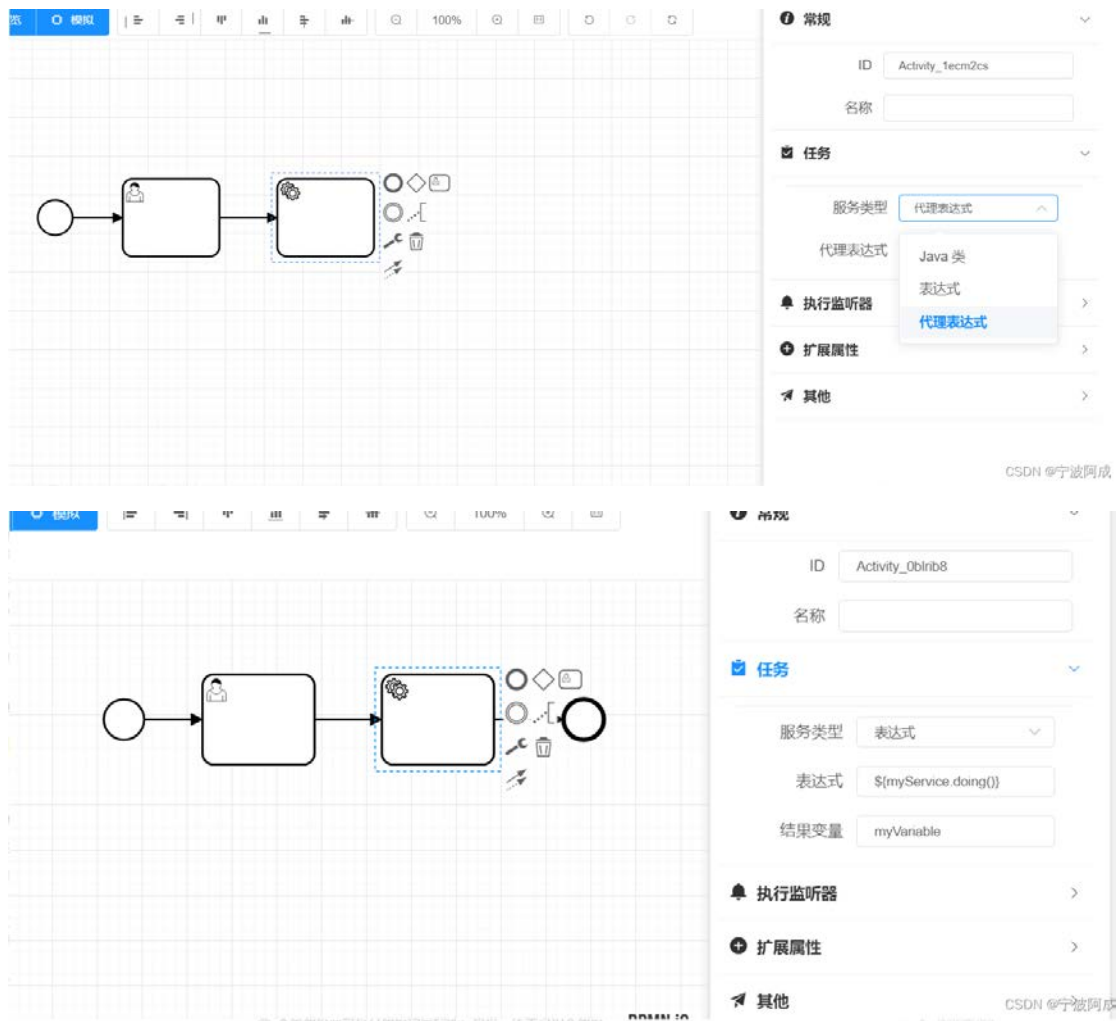 览 模拟 100% 常规
ID Activity_1ecm2cs
名称
任务
服务类型 代理表达式
代理表达式 Java 类
表达式
执行监听器
代理表达式
扩展属性
其他
CSDN @宁波阿成
模拟 100% 常规
ID Activity_0blrib8
名称
任务
服务类型 表达式
表达式 ${myService.doing()}
结果变量 myVariable
执行监听器
扩展属性
其他
CSDN @宁波阿成